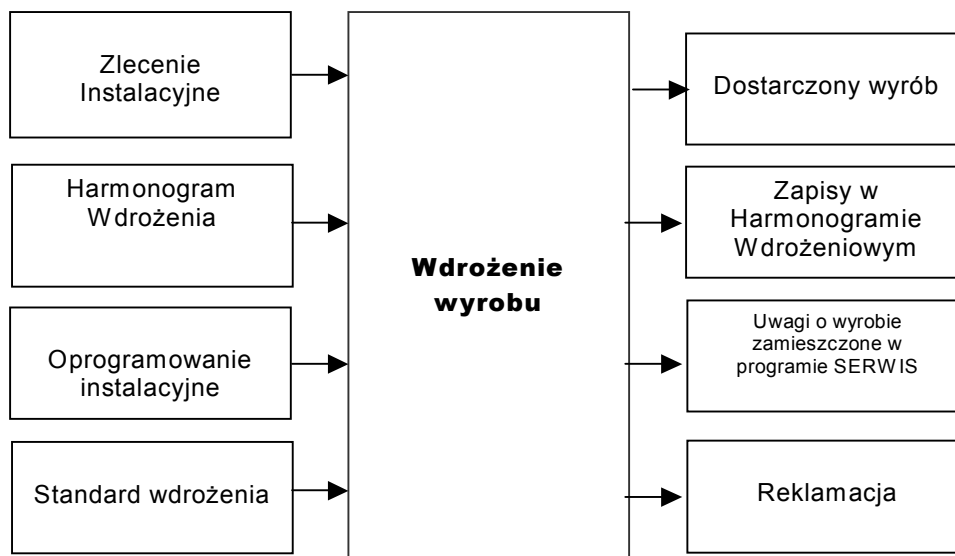 Zlecenie
Instalacyjne
Harmonogram
Wdrożenia
Oprogramowanie
instalacyjne
Standard wdrożenia
Wdrożenie
wyrobu
Dostarczony wyrób
Zapisy w
Harmonogramie
Wdrożeniowym
Uwagi o wyrobie
zamieszczone w
programie SERWIS
Reklamacja